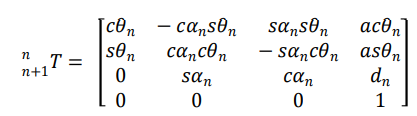 ⁿₙ₊₁T = [cθₙ  − cαₙsθₙ  sαₙsθₙ  acθₙ]
[sθₙ  cαₙcθₙ  − sαₙcθₙ  asθₙ]
[0  sαₙ  cαₙ  dₙ]
[0  0  0  1]